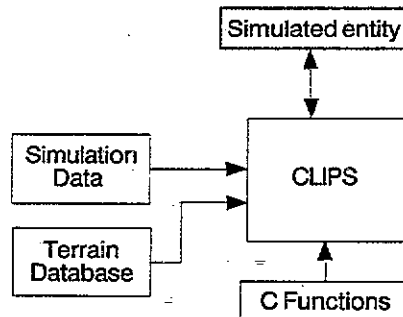 Simulated entity
Simulation
Data
CLIPS
Terrain
Database
C Functions